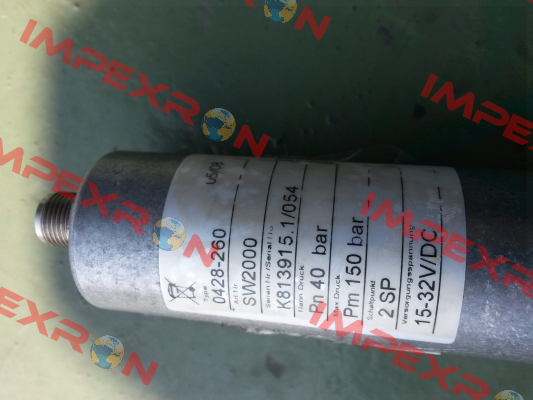 IMPEXRON
IMPEXRON
IMPEXRON
IMPEXRON
Type
0428-260
Art Nr.
SW2000
Serien Nr./Serial No
K813915.1/054
Nenn Druck
Pn 40 bar
Max Druck
Pm 150 bar
Schaltpunkt
2 SP
Versorgungsspannung
15-32V/DC